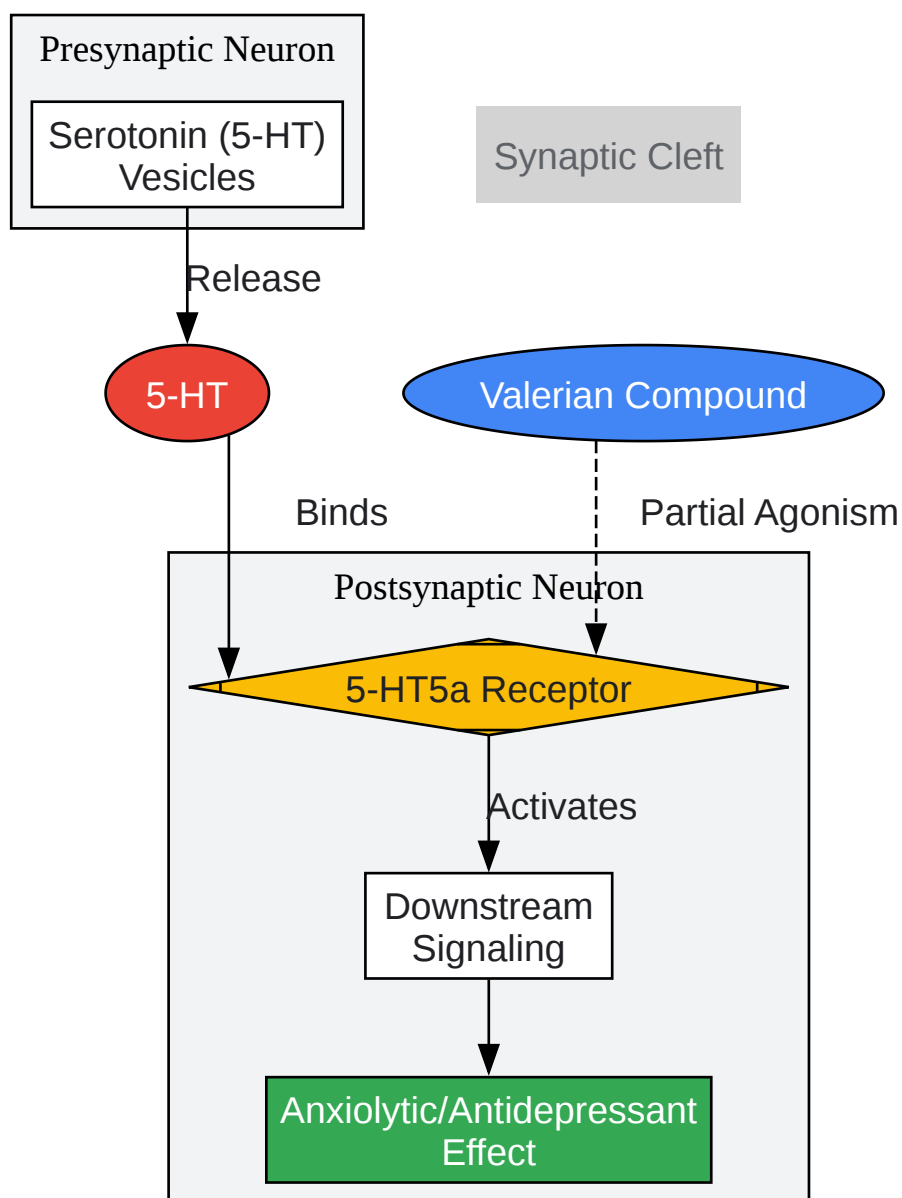 Presynaptic Neuron
Serotonin (5-HT)
Vesicles
Synaptic Cleft
Release
5-HT
Valerian Compound
Binds
Partial Agonism
Postsynaptic Neuron
5-HT5a Receptor
Activates
Downstream
Signaling
Anxiolytic/Antidepressant
Effect